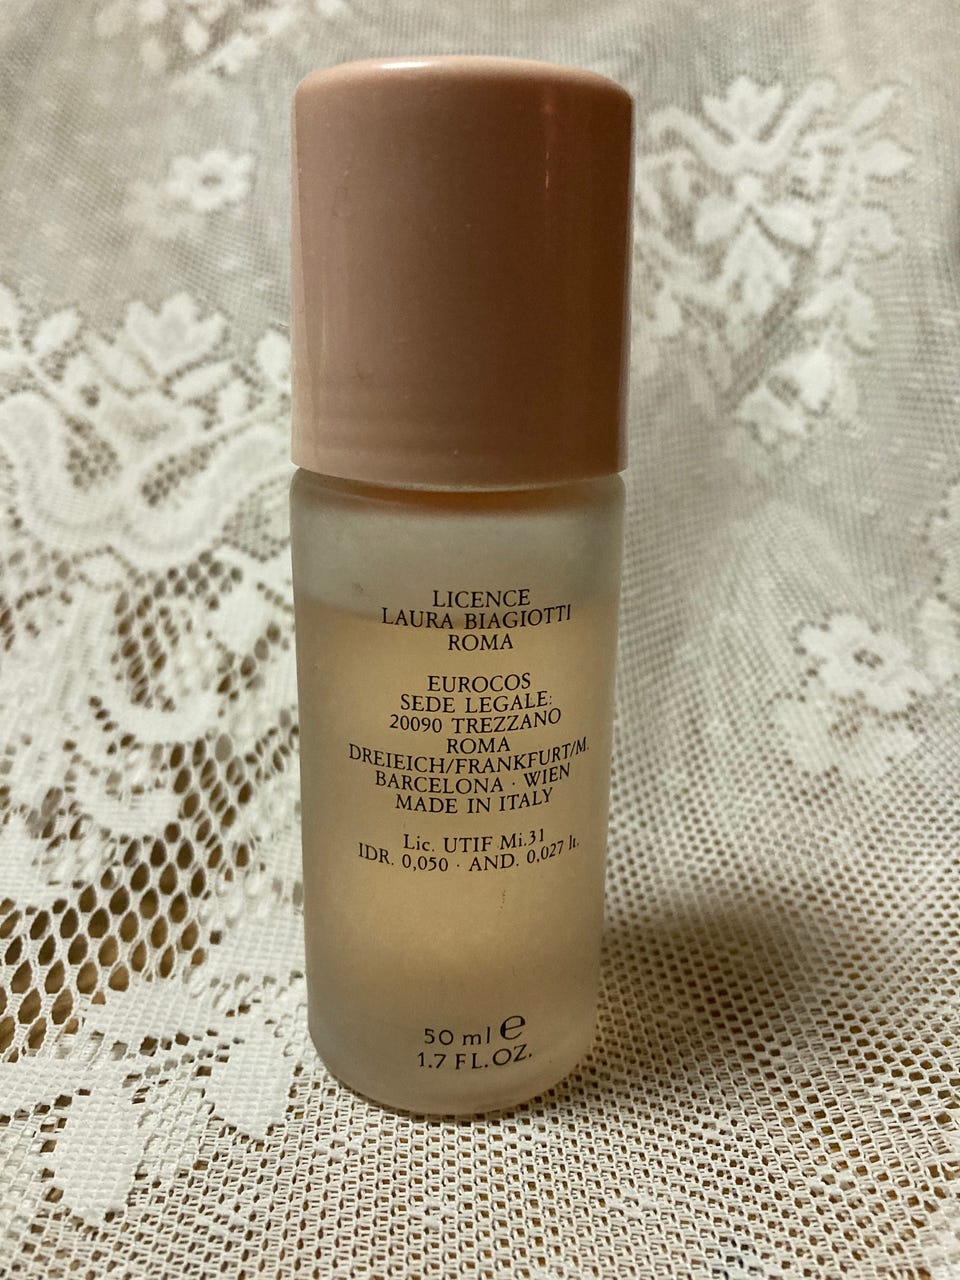 LICENCE
LAURA BIAGIOTTI
ROMA
EUROCOS
SEDE LEGALE:
20090 TREZZANO
ROMA
DREIEICH/FRANKFURT/M.
BARCELONA · WIEN
MADE IN ITALY
Lic. UTIF Mi.31
IDR. 0,050 · AND. 0,027 lt.
50 ml e
1.7 FL.OZ.